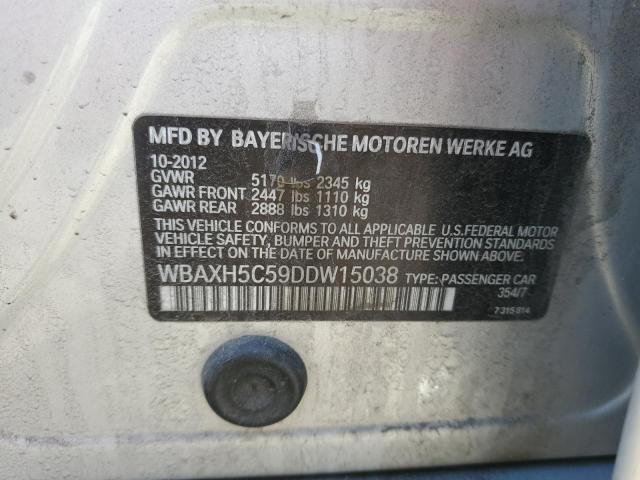 MFD BY BAYERISCHE MOTOREN WERKE AG
10-2012
GVWR 5170 lbs 2345 kg
GAWR FRONT 2447 lbs 1110 kg
GAWR REAR 2888 lbs 1310 kg
THIS VEHICLE CONFORMS TO ALL APPLICABLE U.S.FEDERAL MOTOR
VEHICLE SAFETY, BUMPER AND THEFT PREVENTION STANDARDS
IN EFFECT ON THE DATE OF MANUFACTURE SHOWN ABOVE.
WBAXH5C59DDW15038 TYPE: PASSENGER CAR
354/7
7 315 814